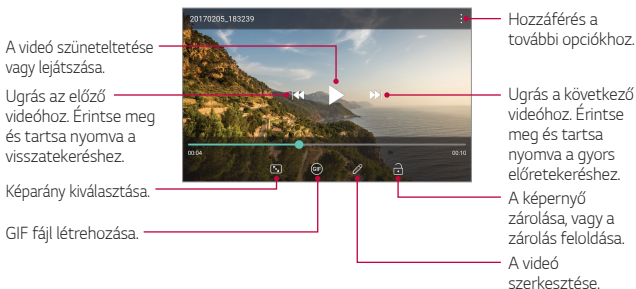 20170205_183239
A videó szüneteltetése
vagy lejátszása.
Ugrás az előző
videóhoz. Érintse meg
és tartsa nyomva a
visszatekeréshez.
Képarány kiválasztása.
GIF fájl létrehozása.
00:04
00:10
GIF
Hozzáférés a
további opciókhoz.
Ugrás a következő
videóhoz. Érintse
meg és tartsa
nyomva a gyors
előretekeréshez.
A képernyő
zárolása, vagy a
zárolás feloldása.
A videó
szerkesztése.